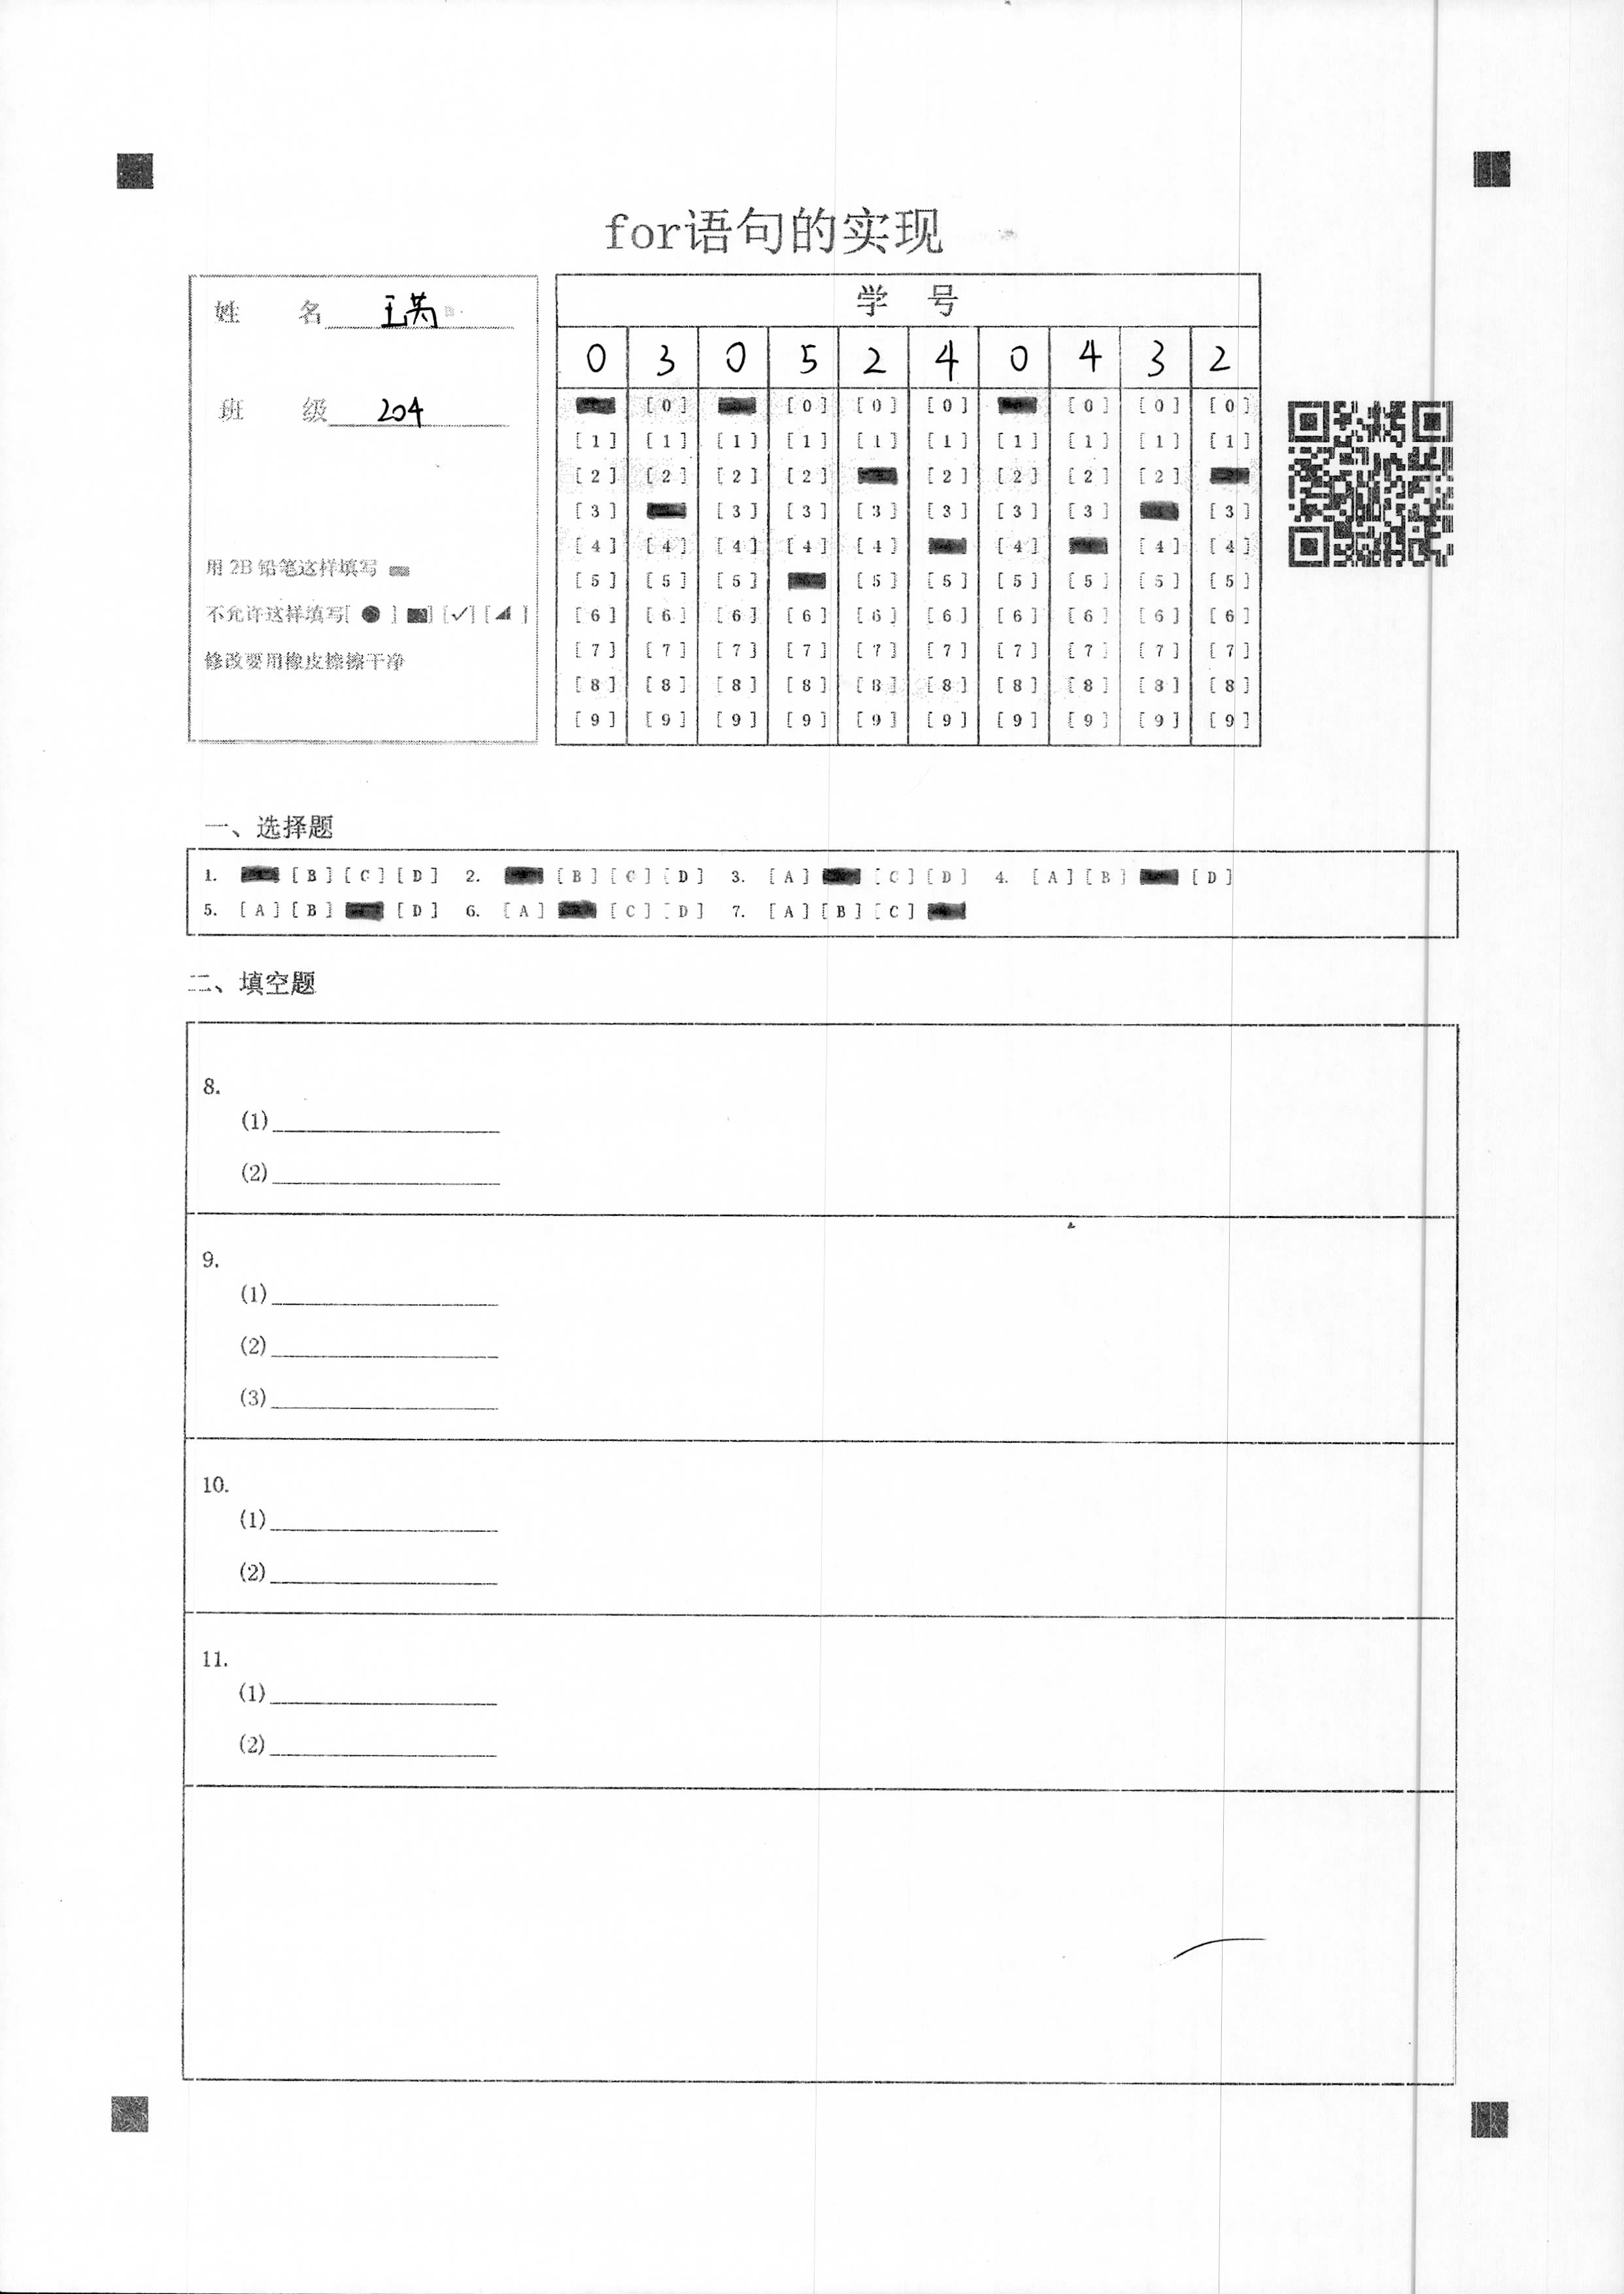 for语句的实现
姓 名 王英
班 级 204
用2B铅笔这样填写
不允许这样填写[ ● ] [■] [✓] [◢ ]
修改要用橡皮擦擦干净
学 号
0 3 0 5 2 4 0 4 3 2
[0] [0] [0] [0] [0] [0] [0]
[1] [1] [1] [1] [1] [1] [1] [1] [1] [1]
[2] [2] [2] [2] [2] [2] [2] [2]
[3] [3] [3] [3] [3] [3] [3] [3]
[4] [4] [4] [4] [4] [4] [4] [4]
[5] [5] [5] [5] [5] [5] [5] [5] [5]
[6] [6] [6] [6] [6] [6] [6] [6] [6] [6]
[7] [7] [7] [7] [7] [7] [7] [7] [7] [7]
[8] [8] [8] [8] [8] [8] [8] [8] [8] [8]
[9] [9] [9] [9] [9] [9] [9] [9] [9] [9]
一、选择题
1. [B] [C] [D] 2. [B] [C] [D] 3. [A] [C] [D] 4. [A] [B] [D]
5. [A] [B] [D] 6. [A] [C] [D] 7. [A] [B] [C]
二、填空题
8.
(1)
(2)
9.
(1)
(2)
(3)
10.
(1)
(2)
11.
(1)
(2)